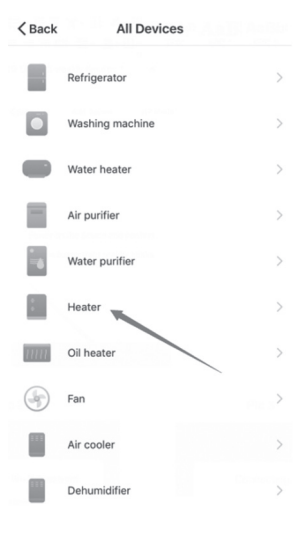 Back All Devices
Refrigerator
Washing machine
Water heater
Air purifier
Water purifier
Heater
Oil heater
Fan
Air cooler
Dehumidifier